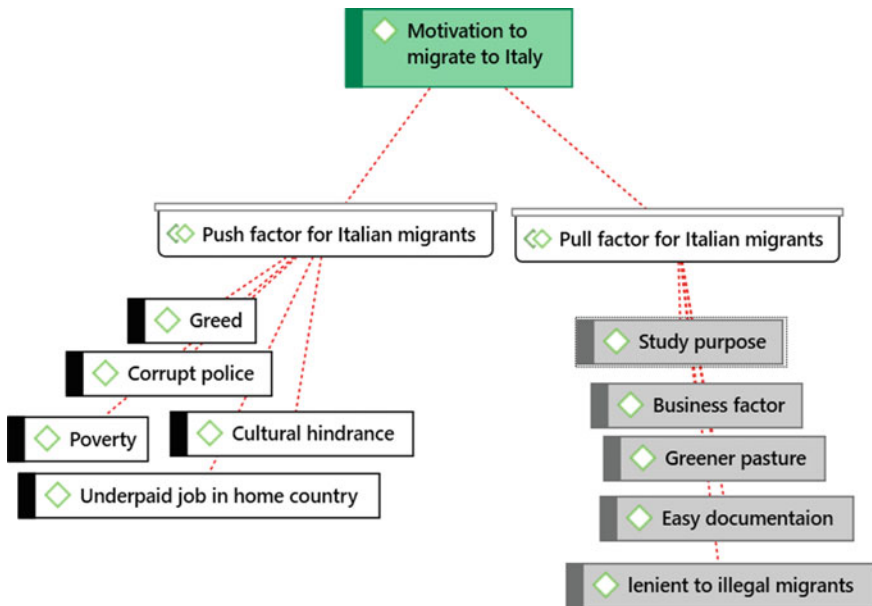 Motivation to
migrate to Italy
Push factor for Italian migrants
Pull factor for Italian migrants
Greed
Corrupt police
Poverty
Cultural hindrance
Underpaid job in home country
Study purpose
Business factor
Greener pasture
Easy documentaion
lenient to illegal migrants